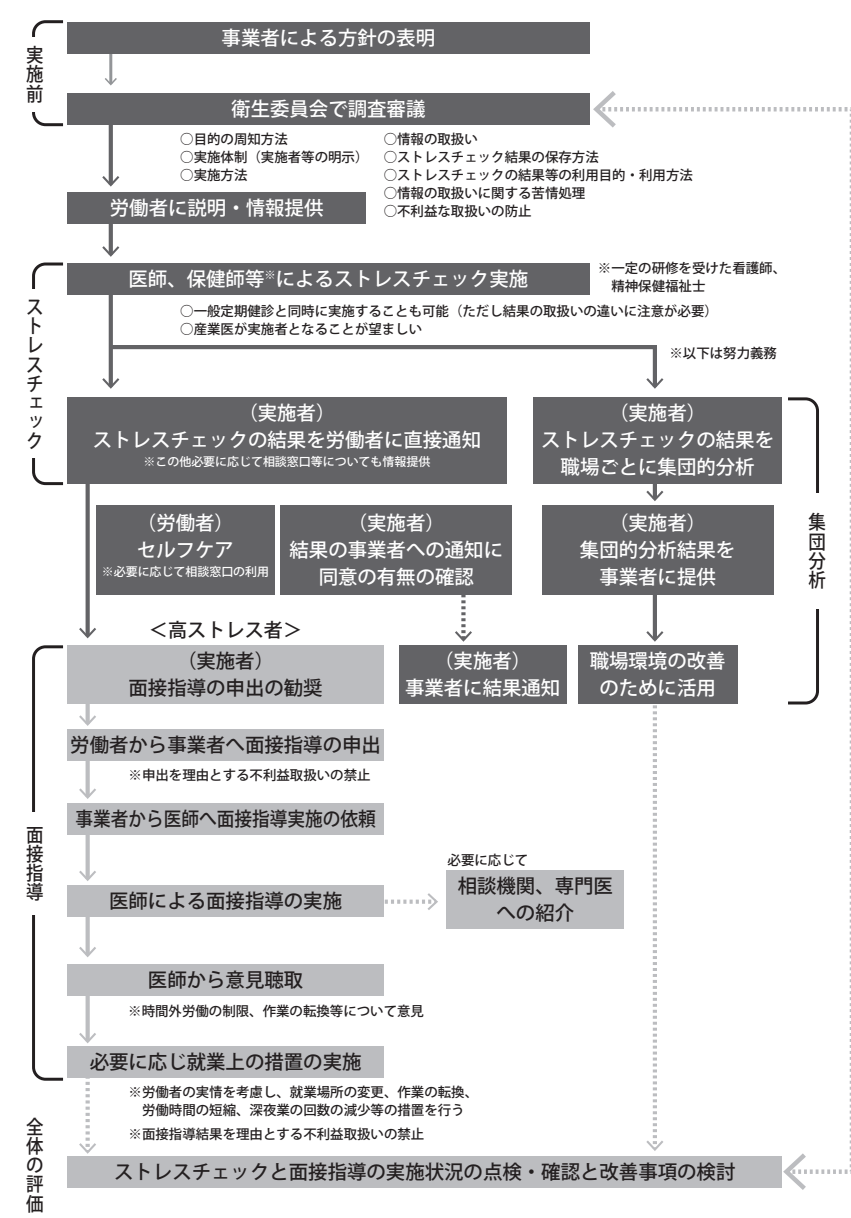 実施前
事業者による方針の表明
衛生委員会で調査審議
○目的の周知方法
○実施体制（実施者等の明示）
○実施方法
○情報の取扱い
○ストレスチェック結果の保存方法
○ストレスチェックの結果等の利用目的・利用方法
○情報の取扱いに関する苦情処理
○不利益な取扱いの防止
労働者に説明・情報提供
ストレスチェック
医師、保健師等※によるストレスチェック実施
※一定の研修を受けた看護師、
精神保健福祉士
○一般定期健診と同時に実施することも可能（ただし結果の取扱いの違いに注意が必要）
○産業医が実施者となることが望ましい
※以下は努力義務
（実施者）
ストレスチェックの結果を労働者に直接通知
※この他必要に応じて相談窓口等についても情報提供
（実施者）
ストレスチェックの結果を
職場ごとに集団的分析
集団分析
（労働者）
セルフケア
※必要に応じて相談窓口の利用
（実施者）
結果の事業者への通知に
同意の有無の確認
（実施者）
集団的分析結果を
事業者に提供
＜高ストレス者＞
（実施者）
面接指導の申出の勧奨
（実施者）
事業者に結果通知
職場環境の改善
のために活用
面接指導
労働者から事業者へ面接指導の申出
※申出を理由とする不利益取扱いの禁止
事業者から医師へ面接指導実施の依頼
医師による面接指導の実施
必要に応じて
相談機関、専門医
への紹介
医師から意見聴取
※時間外労働の制限、作業の転換等について意見
必要に応じ就業上の措置の実施
※労働者の実情を考慮し、就業場所の変更、作業の転換、
労働時間の短縮、深夜業の回数の減少等の措置を行う
※面接指導結果を理由とする不利益取扱いの禁止
全体の評価
ストレスチェックと面接指導の実施状況の点検・確認と改善事項の検討